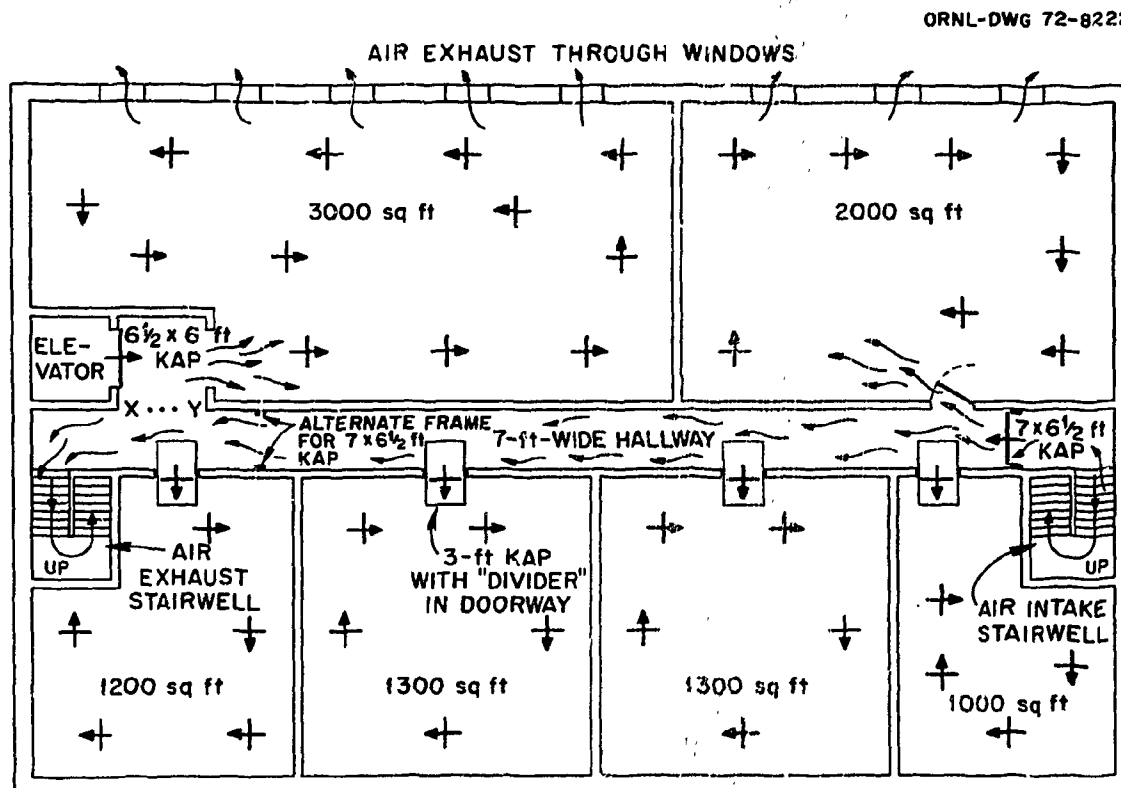 ORNL-DWG 72-8222
AIR EXHAUST THROUGH WINDOWS
3000 sq ft
2000 sq ft
6½ x 6 ft
KAP
ELE-
VATOR
X ••• Y
ALTERNATE FRAME
FOR 7 x 6½ ft
KAP
7-ft-WIDE HALLWAY
7 x 6½ ft
KAP
UP
AIR
EXHAUST
STAIRWELL
3-ft KAP
WITH "DIVIDER"
IN DOORWAY
UP
AIR INTAKE
STAIRWELL
1200 sq ft
1300 sq ft
1300 sq ft
1000 sq ft